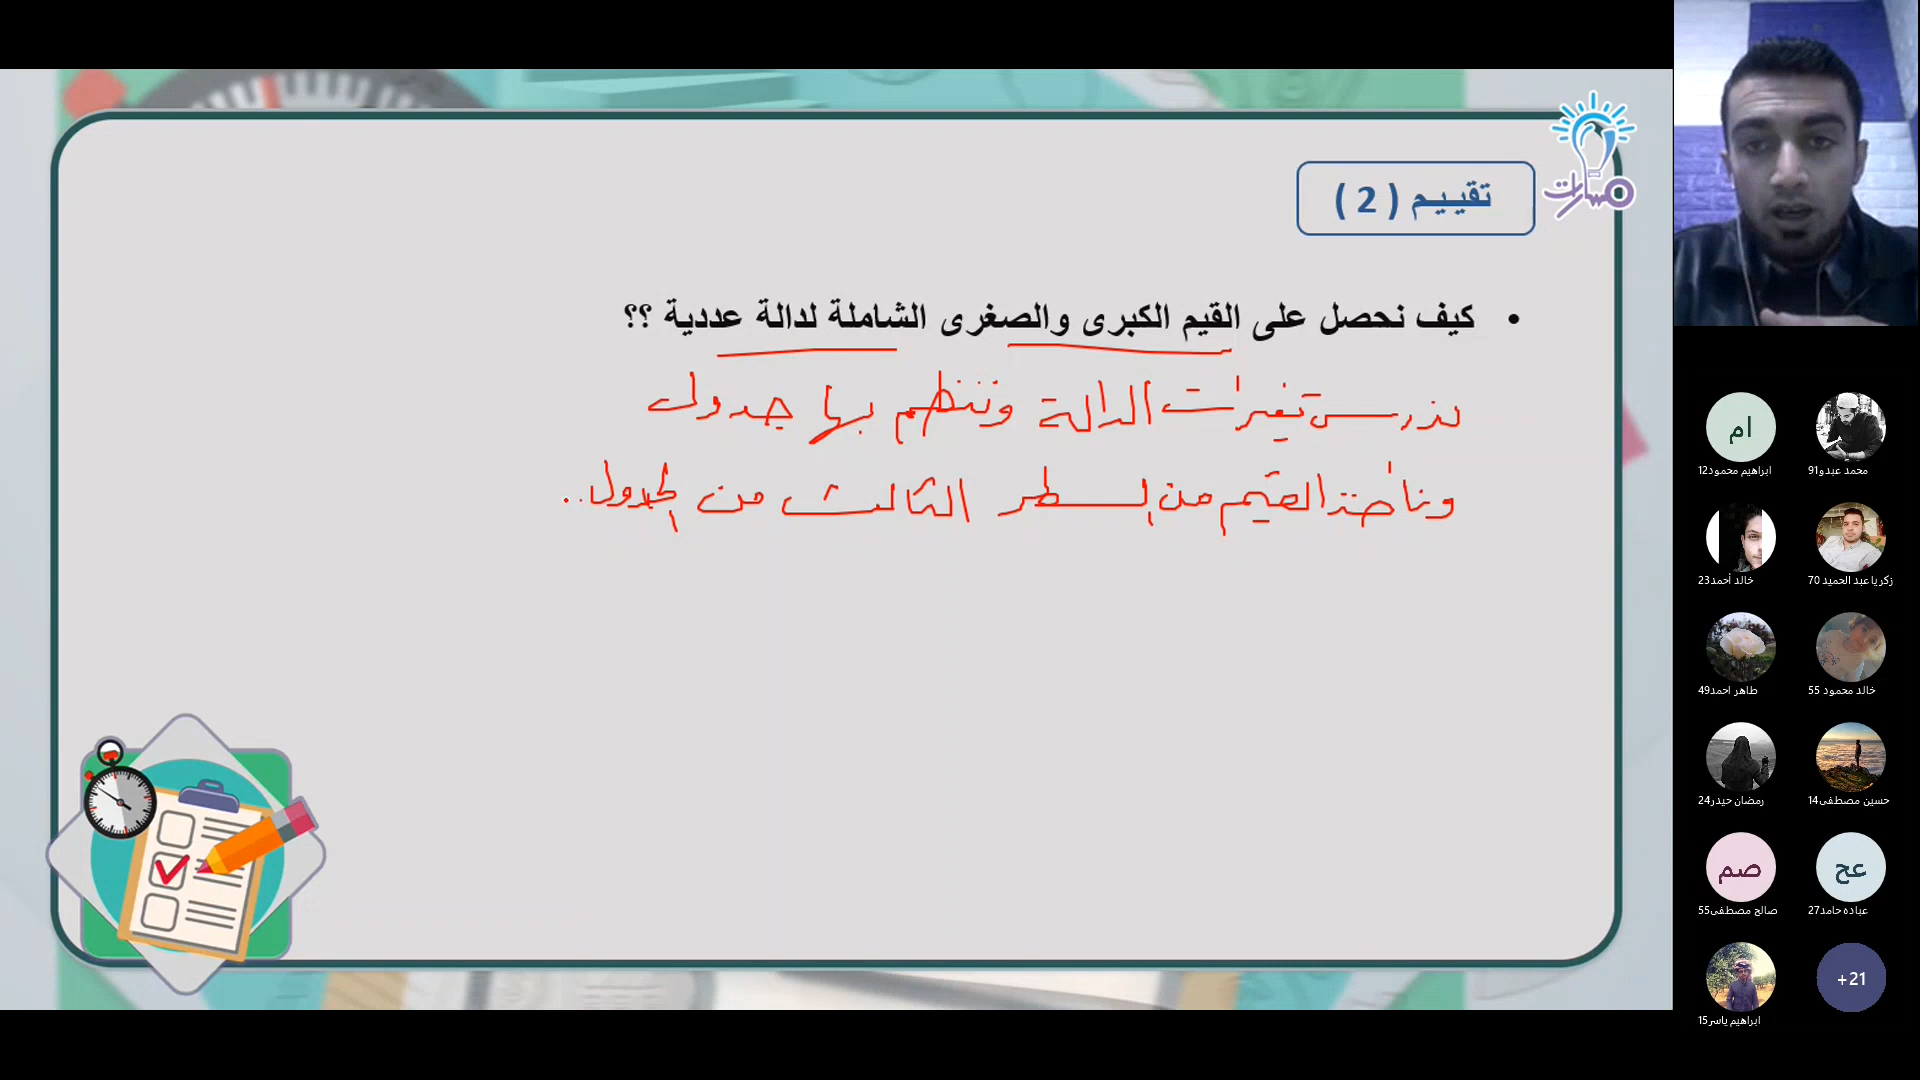 مسارات
تقييم ( 2 )
• كيف نحصل على القيم الكبرى والصغرى الشاملة لدالة عددية ؟؟
ندرس تغيرات الدالة وننظم بها جدول
ونأخذ القيم من السطر الثالث من الجدول..
ام
ابراهيم محمود12
محمد عبدو91
خالد أحمد23
زكريا عبد الحميد 70
طاهر احمد49
خالد محمود 55
رمضان حيدر24
حسين مصطفى14
صم
صالح مصطفى55
عح
عباده حامد27
ابراهيم ياسر15
+21